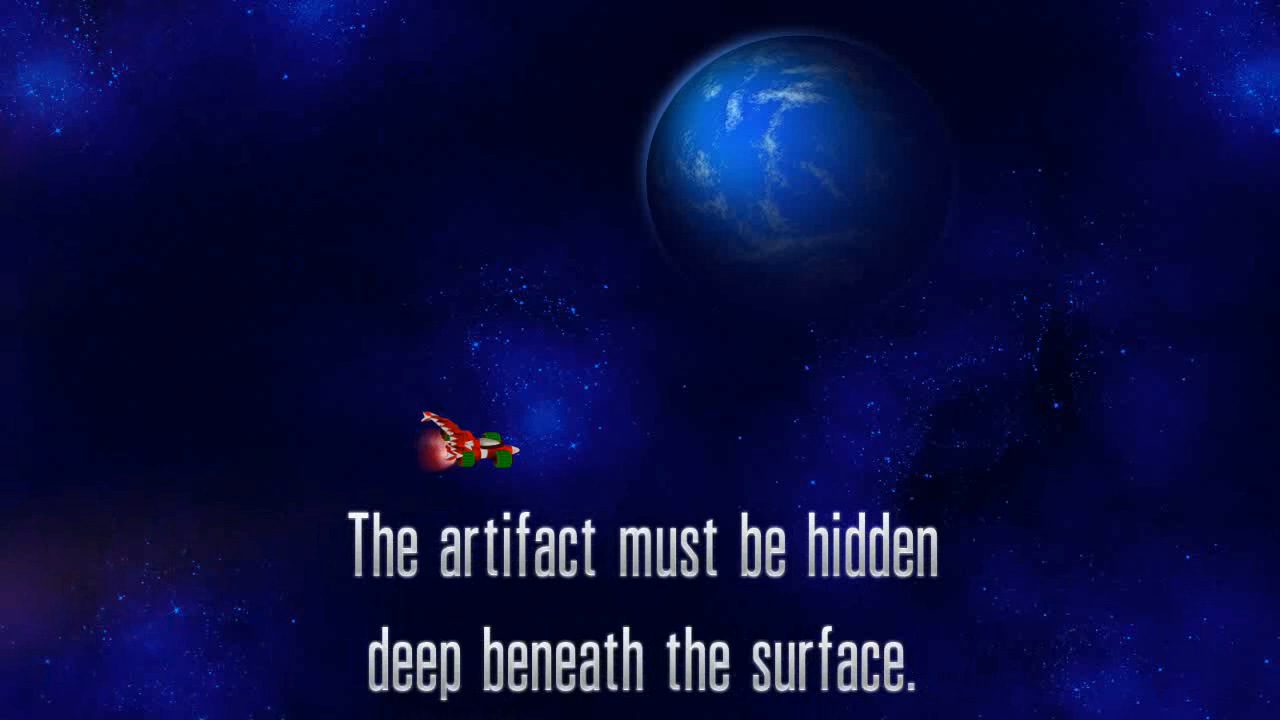 The artifact must be hidden
deep beneath the surface.